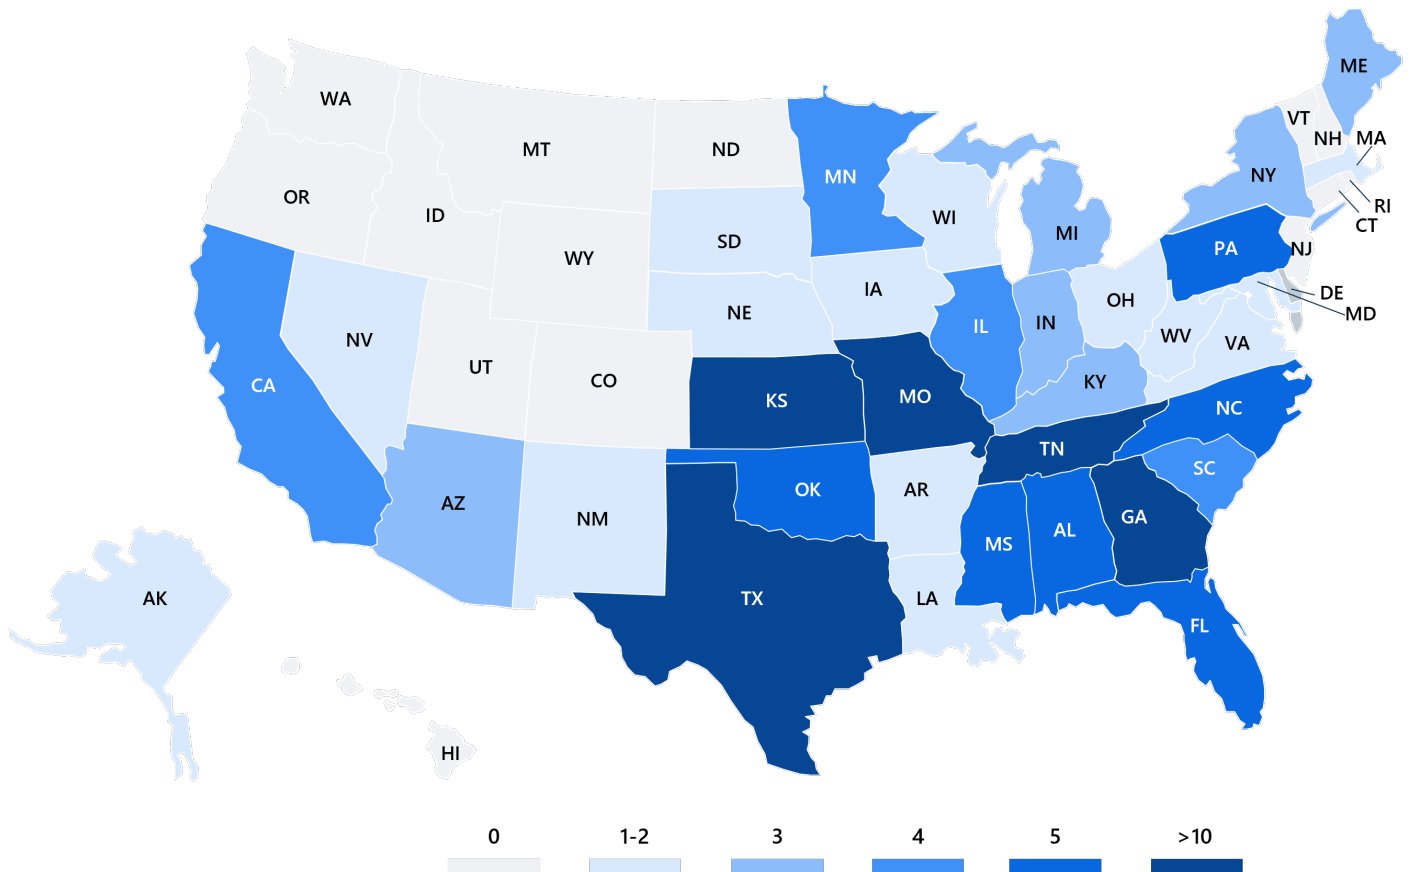 ME
WA
VT
NH
MA
MT
ND
MN
NY
OR
ID
WI
RI
CT
SD
MI
PA
NJ
WY
IA
OH
DE
MD
NE
IL
IN
WV
VA
NV
UT
CO
KY
CA
KS
MO
NC
TN
SC
AZ
NM
OK
AR
GA
MS
AL
AK
TX
LA
FL
HI
0
1-2
3
4
5
>10